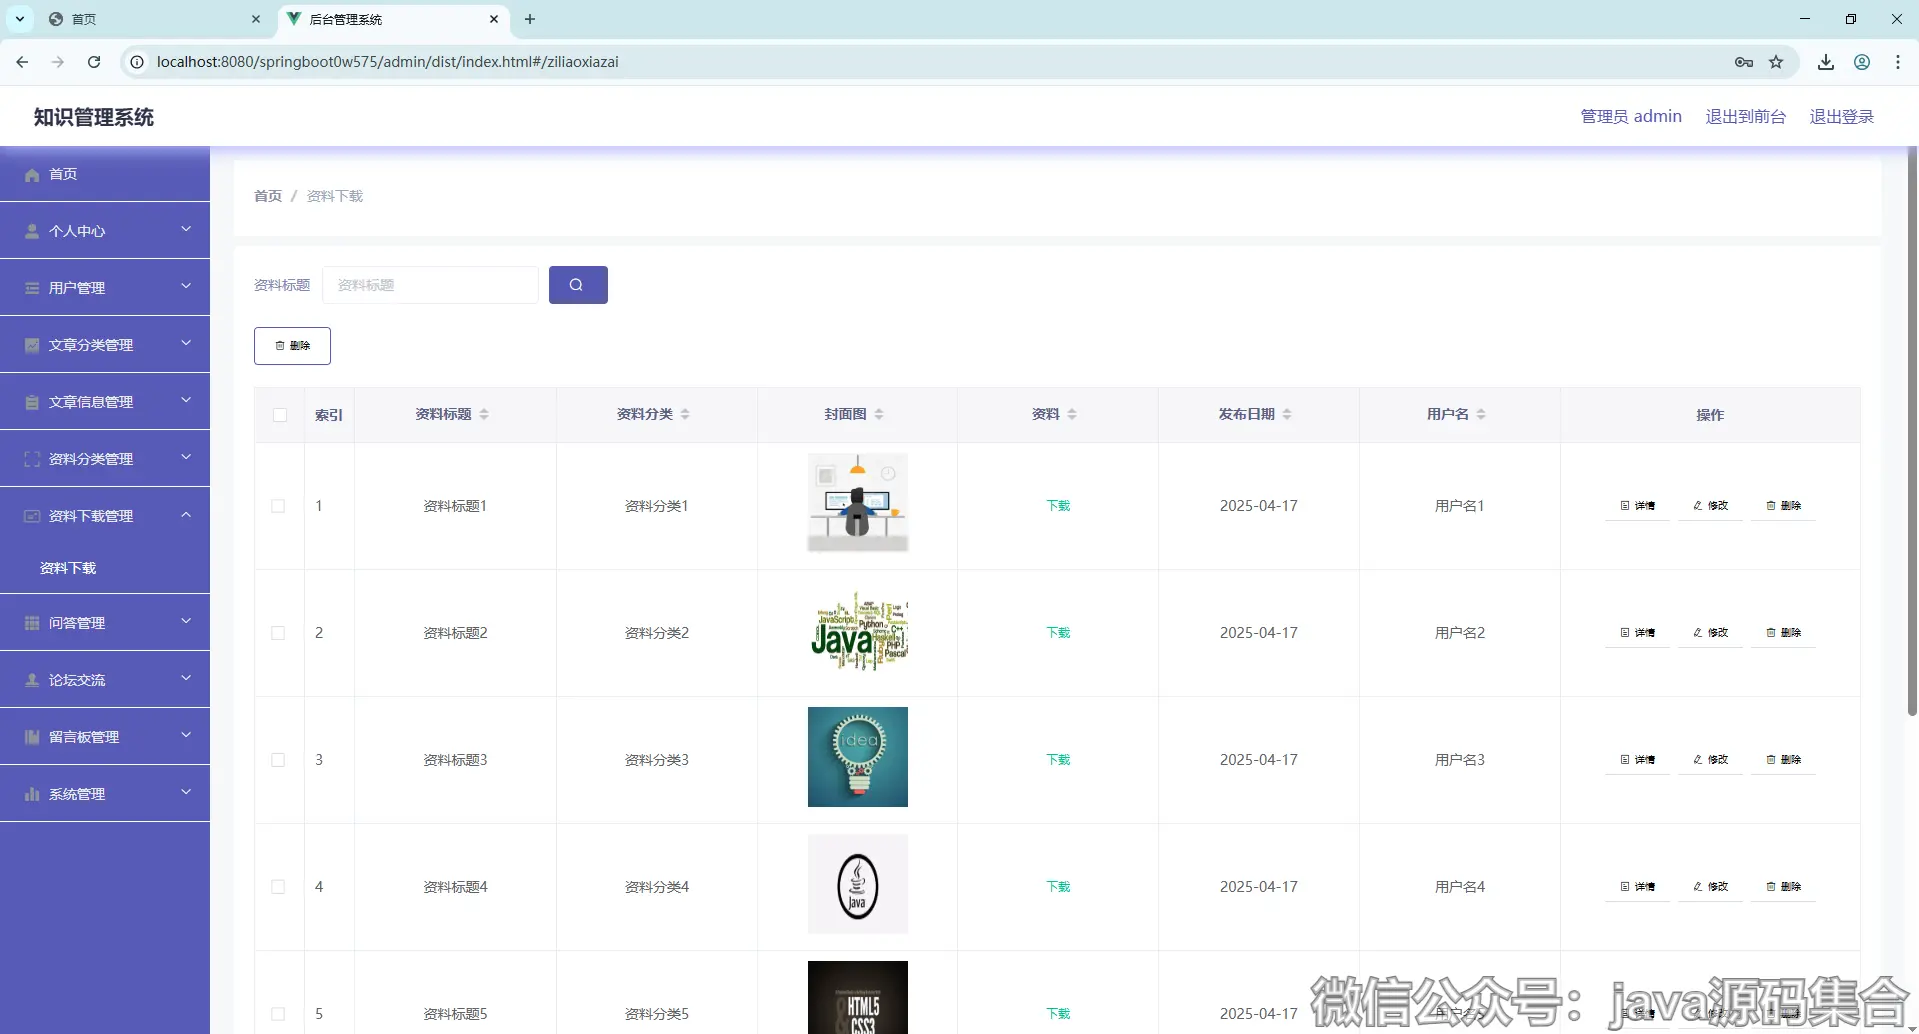 首页
后台管理系统
localhost:8080/springboot0w575/admin/dist/index.html#/ziliaoxiazai
知识管理系统
管理员 admin 退出到前台 退出登录
首页
个人中心
用户管理
文章分类管理
文章信息管理
资料分类管理
资料下载管理
资料下载
问答管理
论坛交流
留言板管理
系统管理
首页 / 资料下载
资料标题 资料标题
删除
索引 资料标题 资料分类 封面图 资料 发布日期 用户名 操作
1 资料标题1 资料分类1 下载 2025-04-17 用户名1 详情 修改 删除
2 资料标题2 资料分类2 下载 2025-04-17 用户名2 详情 修改 删除
JavaScript
Python
C++
Java
Haskell
PHP
Ruby
Pascal
3 资料标题3 资料分类3 下载 2025-04-17 用户名3 详情 修改 删除
idea
4 资料标题4 资料分类4 下载 2025-04-17 用户名4 详情 修改 删除
Java
5 资料标题5 资料分类5 下载 2025-04-17
HTML5
CSS3
微信公众号：java源码集合